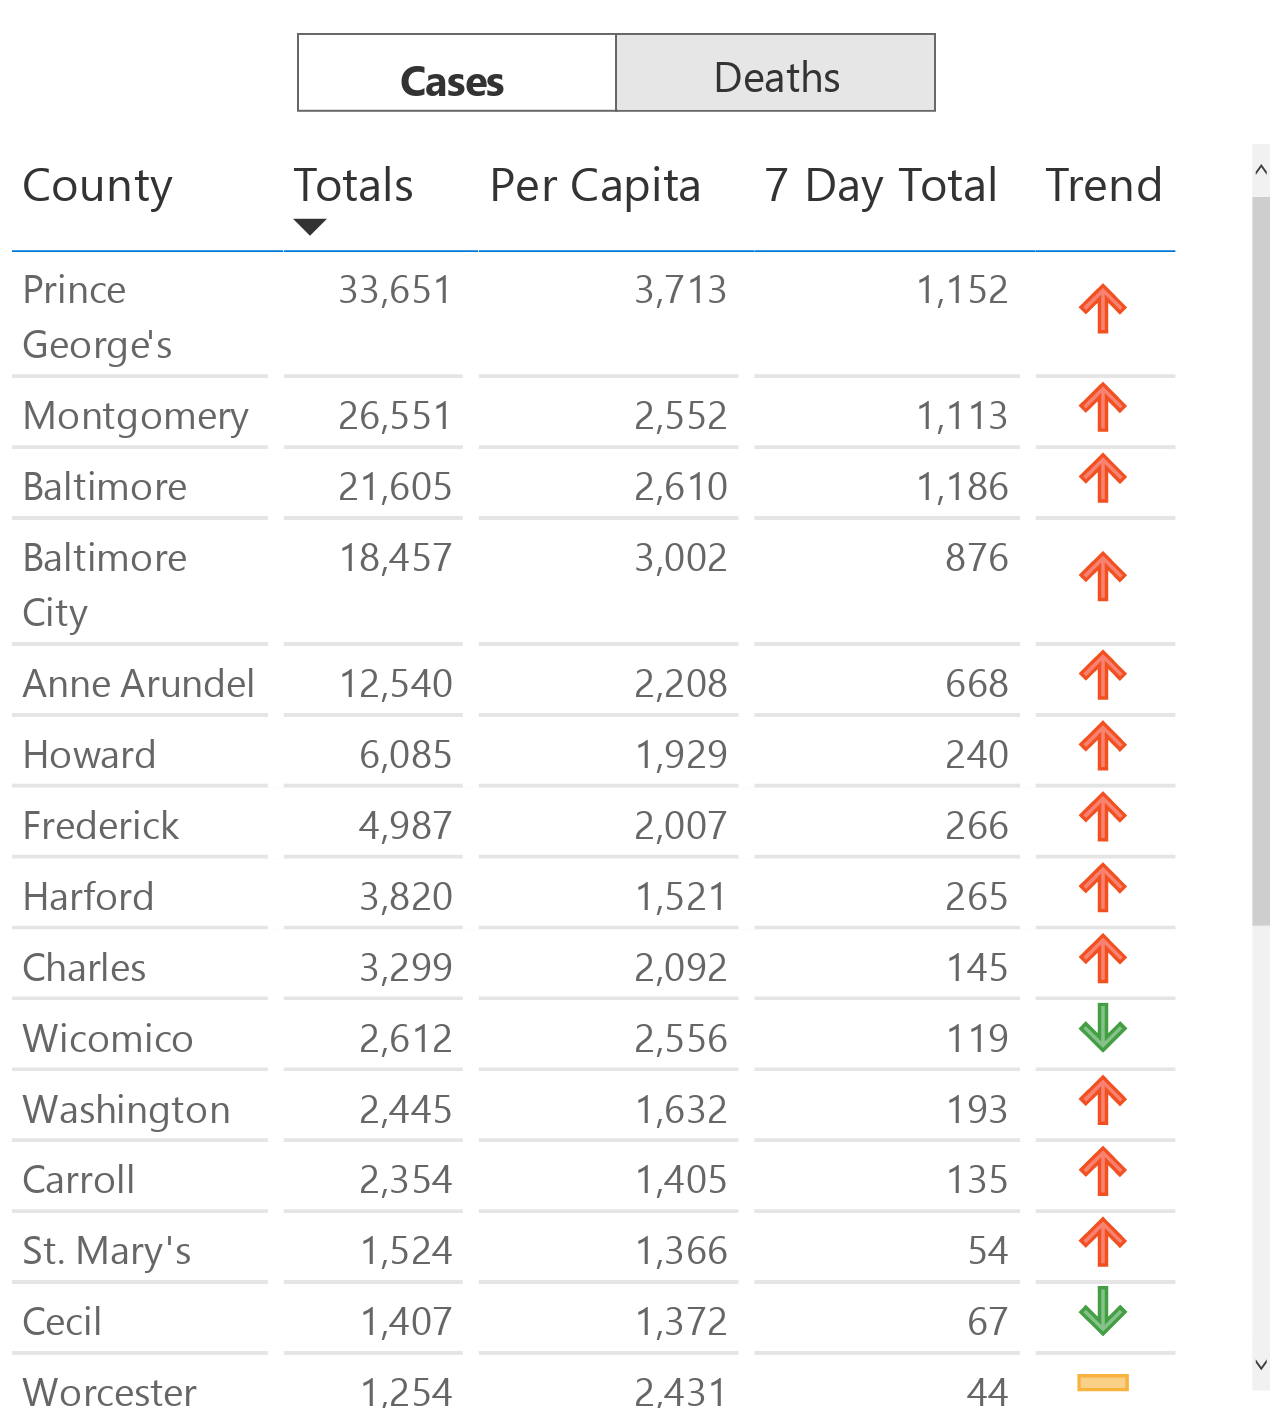 Cases Deaths
County Totals Per Capita 7 Day Total Trend
Prince 33,651 3,713 1,152
George's
Montgomery 26,551 2,552 1,113
Baltimore 21,605 2,610 1,186
Baltimore 18,457 3,002 876
City
Anne Arundel 12,540 2,208 668
Howard 6,085 1,929 240
Frederick 4,987 2,007 266
Harford 3,820 1,521 265
Charles 3,299 2,092 145
Wicomico 2,612 2,556 119
Washington 2,445 1,632 193
Carroll 2,354 1,405 135
St. Mary's 1,524 1,366 54
Cecil 1,407 1,372 67
Worcester 1,254 2,431 44